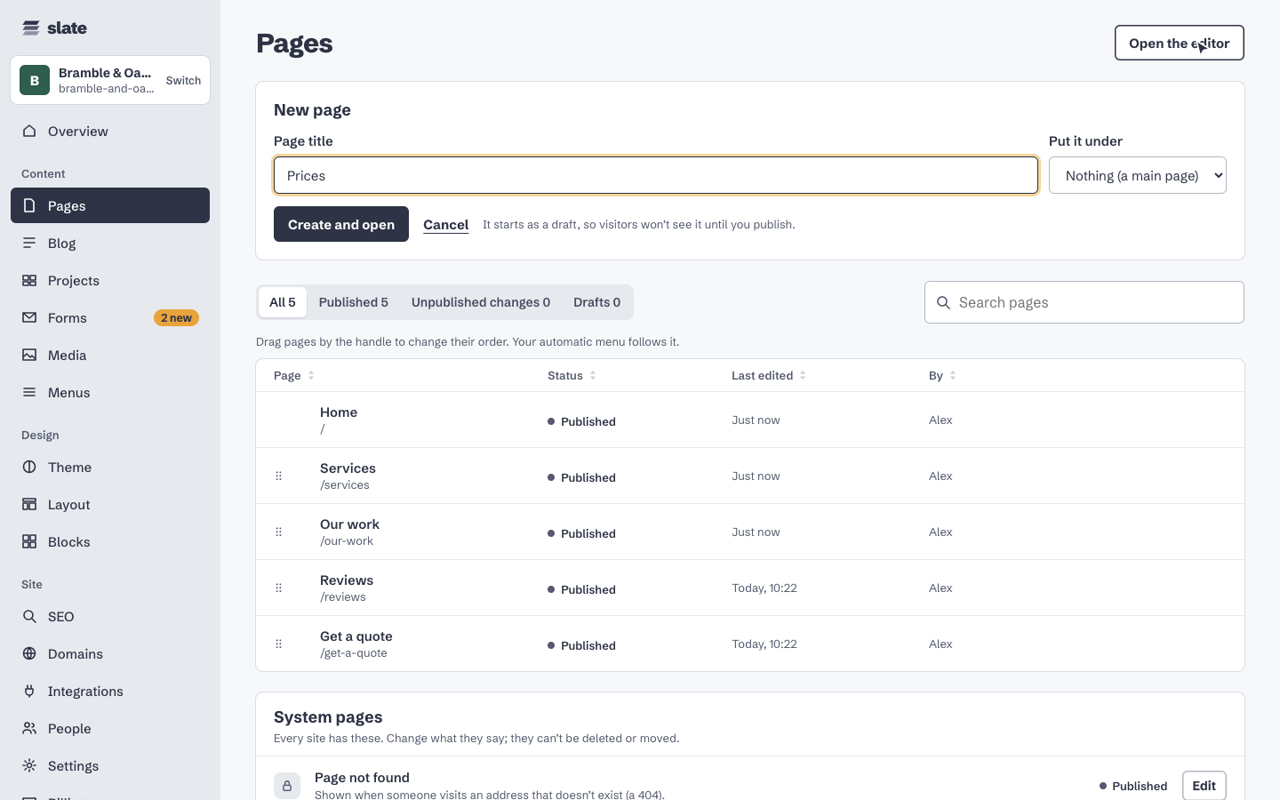 slate
B
Bramble & Oa...
bramble-and-oa...
Switch
Overview
Content
Pages
Blog
Projects
Forms
2 new
Media
Menus
Design
Theme
Layout
Blocks
Site
SEO
Domains
Integrations
People
Settings
Pages
Open the editor
New page
Page title
Put it under
Prices
Nothing (a main page)
Create and open
Cancel
It starts as a draft, so visitors won’t see it until you publish.
All 5
Published 5
Unpublished changes 0
Drafts 0
Search pages
Drag pages by the handle to change their order. Your automatic menu follows it.
Page
Status
Last edited
By
Home
/
Published
Just now
Alex
Services
/services
Published
Just now
Alex
Our work
/our-work
Published
Just now
Alex
Reviews
/reviews
Published
Today, 10:22
Alex
Get a quote
/get-a-quote
Published
Today, 10:22
Alex
System pages
Every site has these. Change what they say; they can’t be deleted or moved.
Page not found
Shown when someone visits an address that doesn’t exist (a 404).
Published
Edit